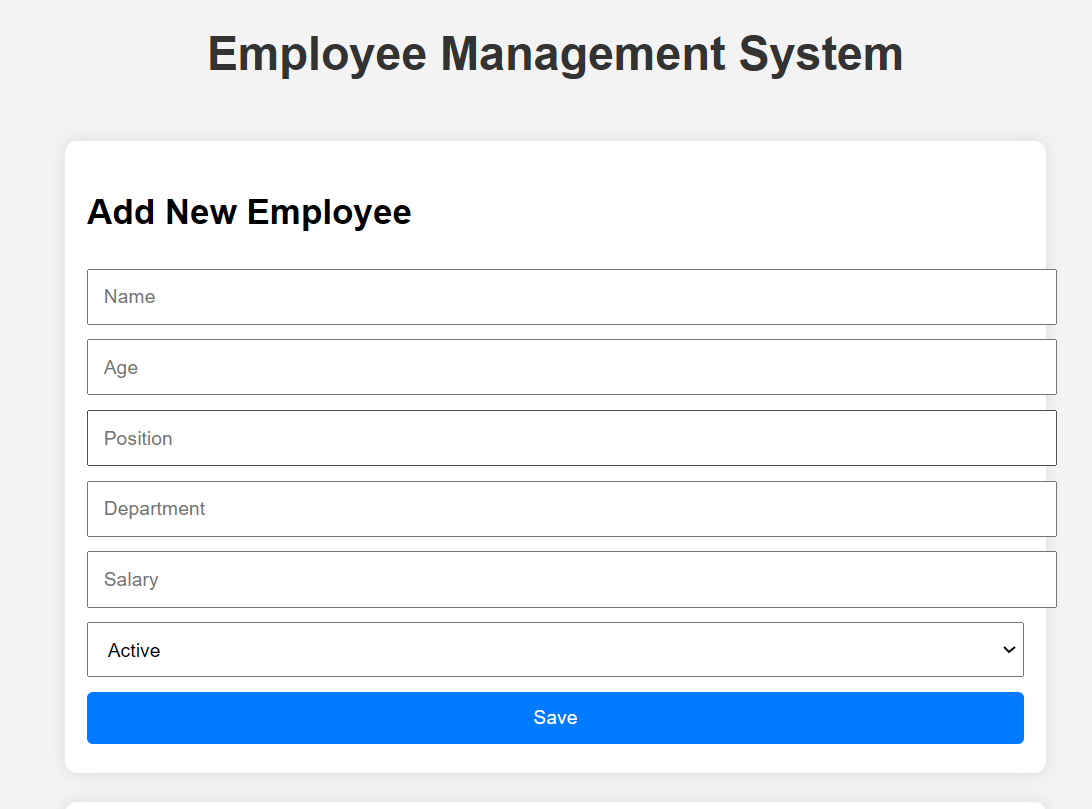 Employee Management System
Add New Employee
Name
Age
Position
Department
Salary
Active
Save